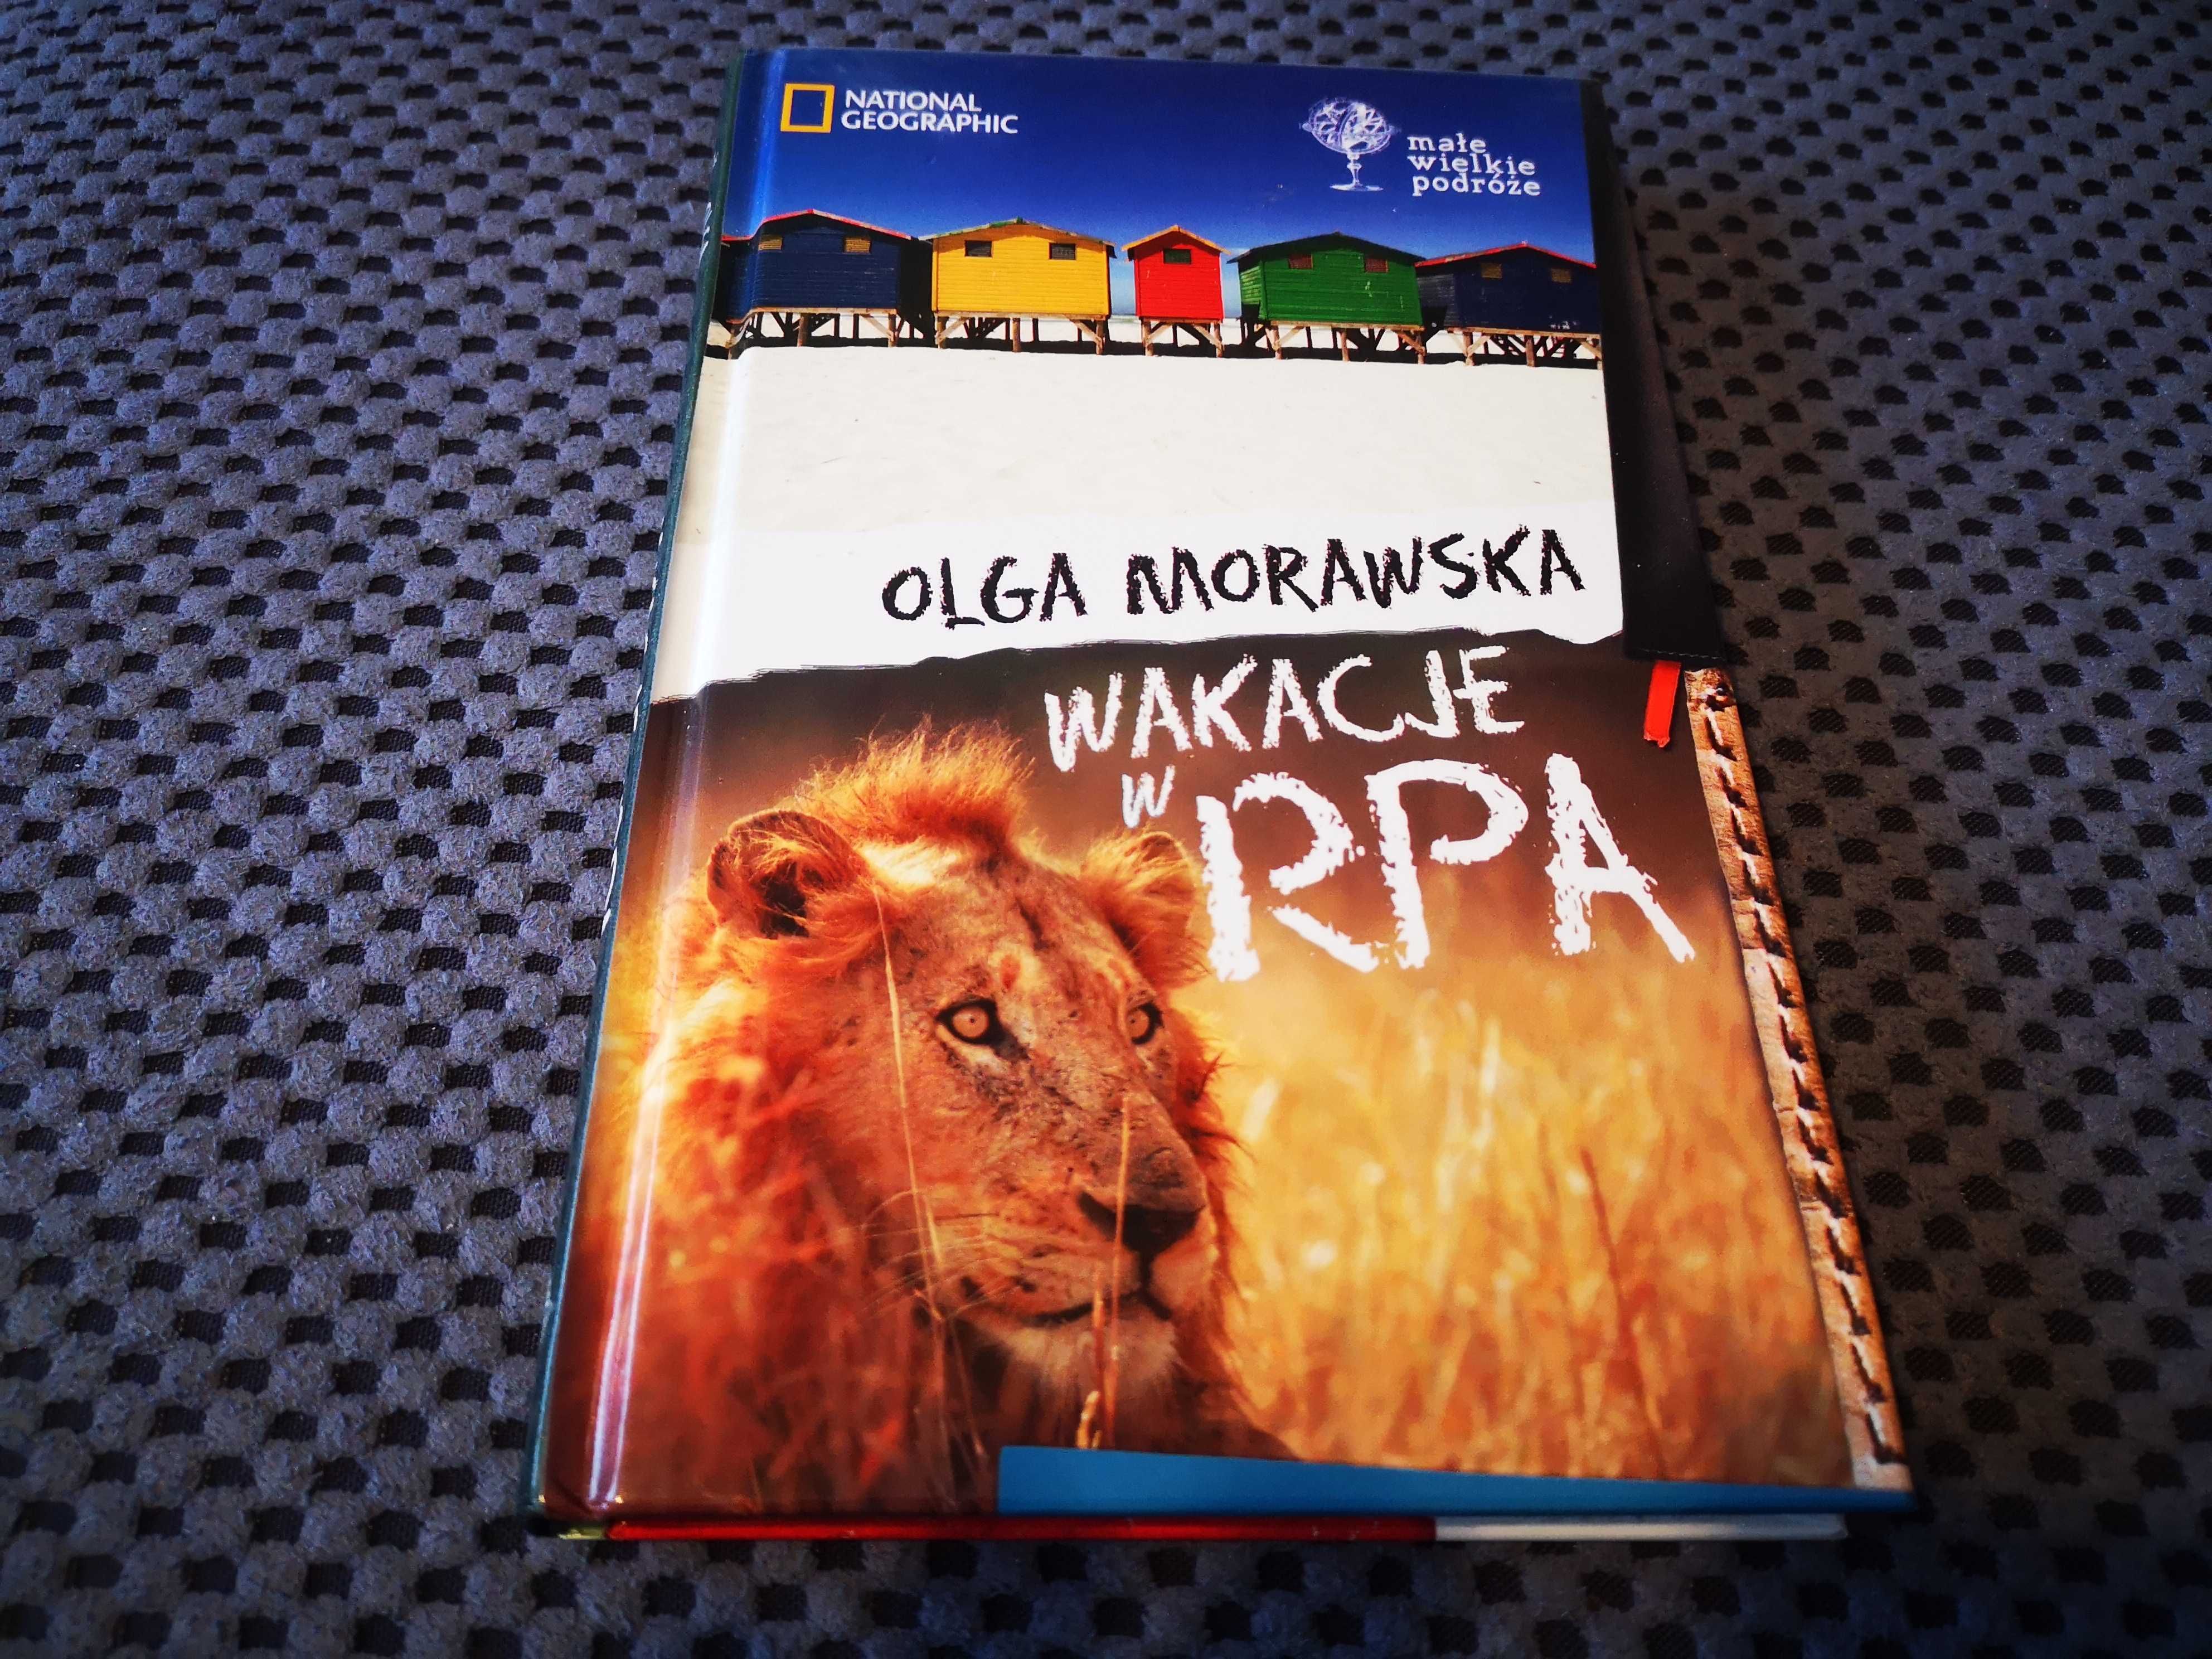 NATIONAL
GEOGRAPHIC
małe
wielkie
podróże
OLGA MORAWSKA
WAKACJE
W RPA